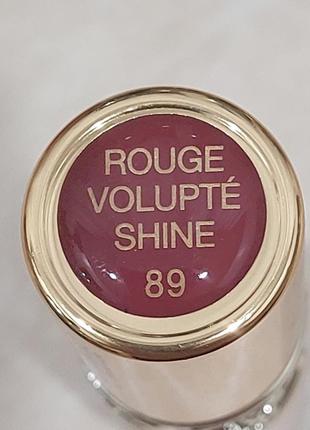 ROUGE
VOLUPTÉ
SHINE
89